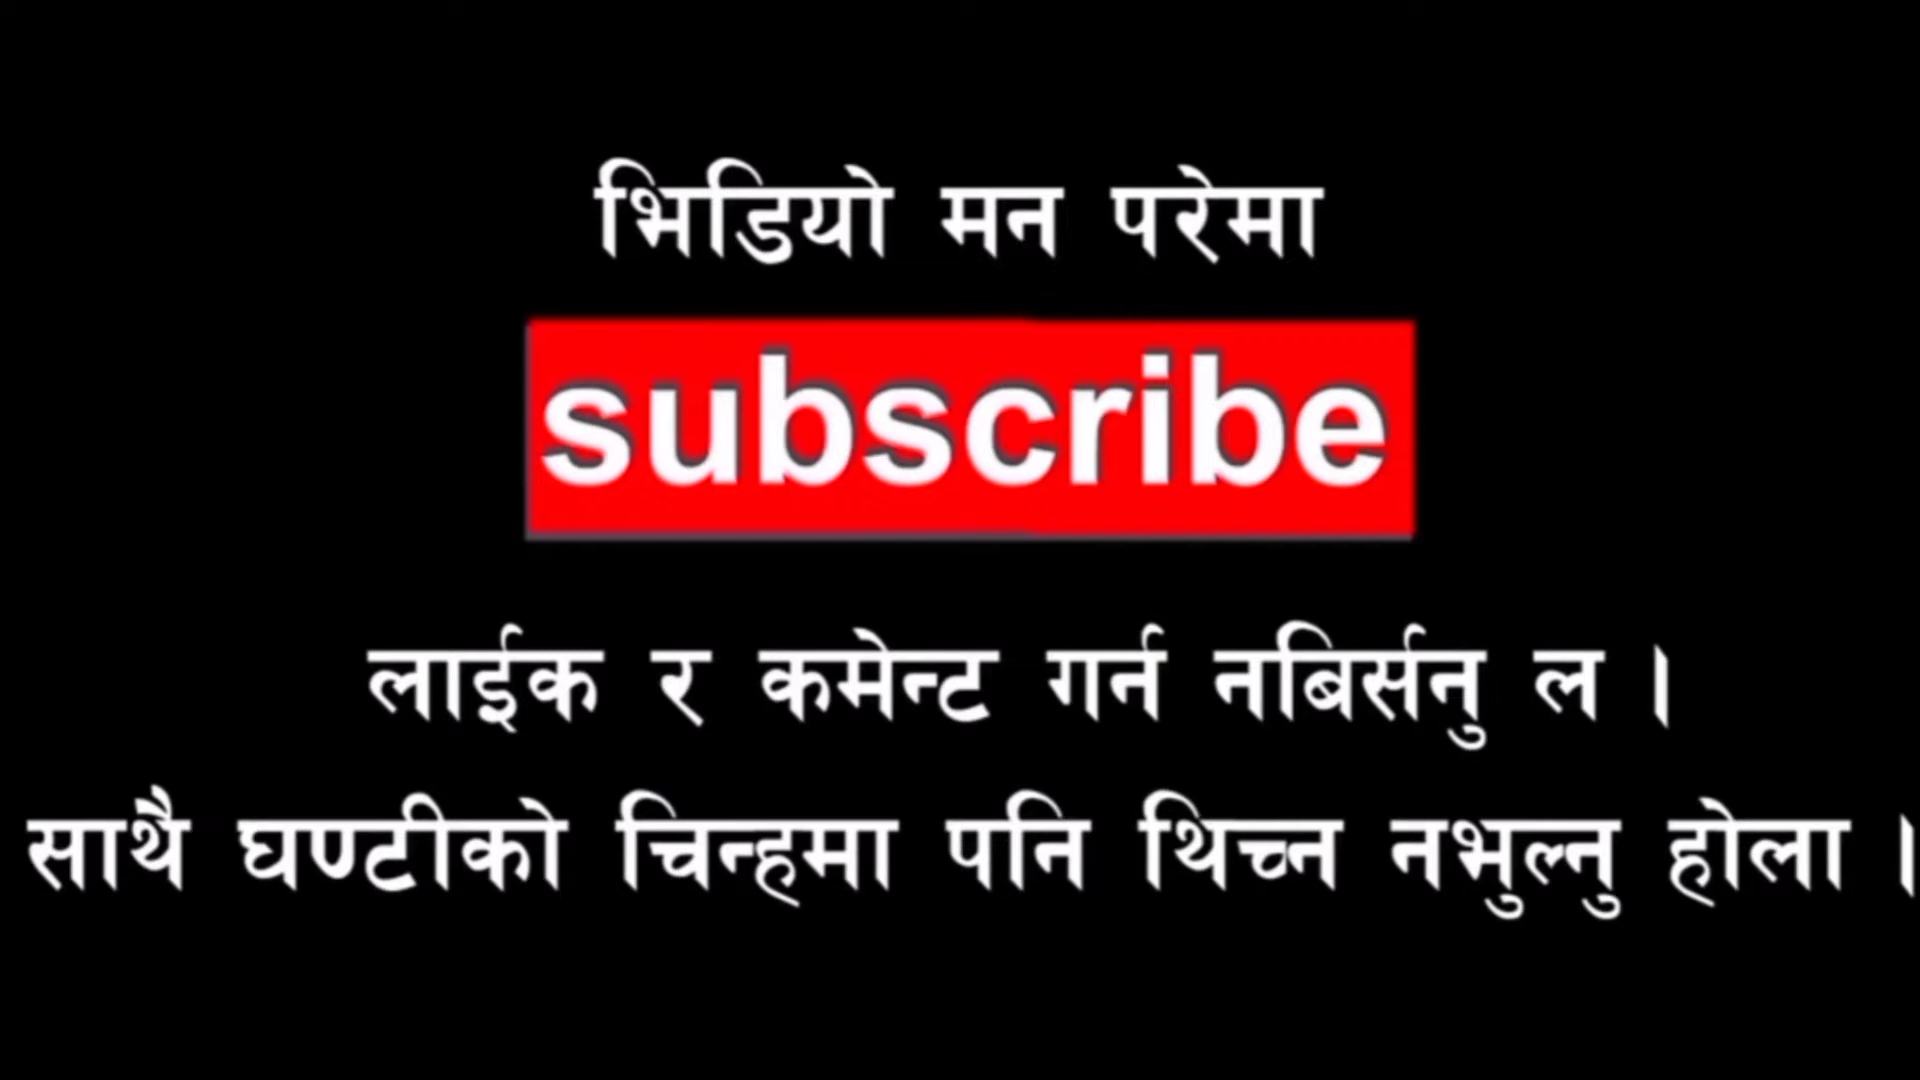 भिडियो मन परेमा
subscribe
लाईक र कमेन्ट गर्न नबिर्सनु ल ।
साथै घण्टीको चिन्हमा पनि थिच्न नभुल्नु होला ।